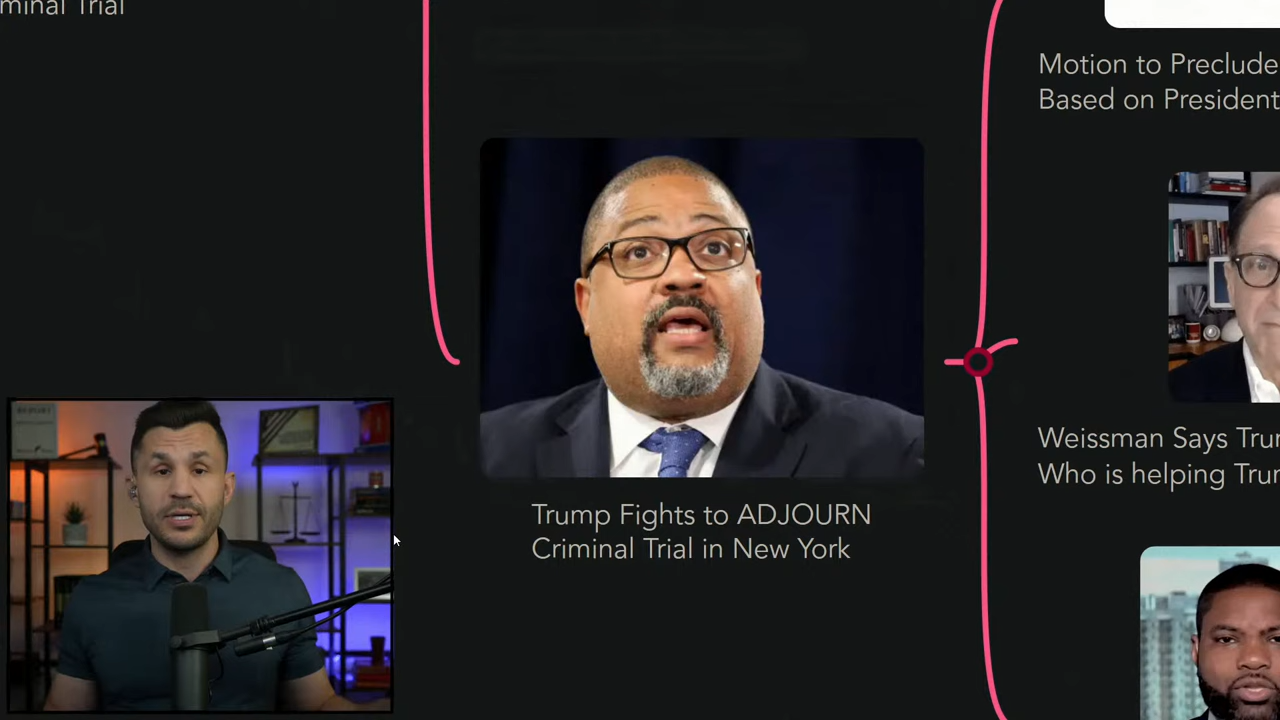 minal Trial
Motion to Preclude
Based on President
Trump Fights to ADJOURN
Criminal Trial in New York
Weissman Says Tru
Who is helping Tru
REPORT